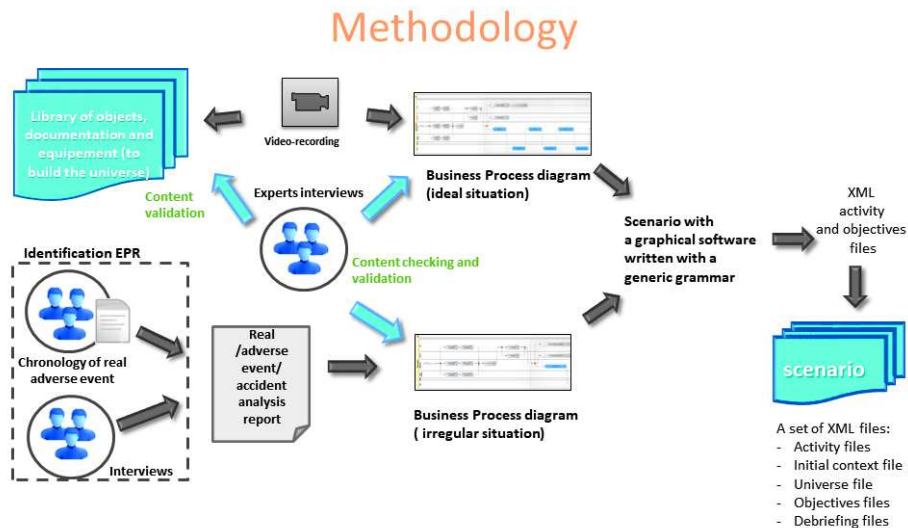 Methodology
Library of objects,
documentation and
equipement (to
build the universe)
Video-recording
Business Process diagram
(ideal situation)
Content
validation
Experts interviews
Content checking and
validation
Scenario with
a graphical software
written with a
generic grammar
XML
activity
and objectives
files
Identification EPR
Chronology of real
adverse event
Interviews
Real
/adverse
event/
accident
analysis
report
Business Process diagram
( irregular situation)
scenario
A set of XML files:
- Activity files
- Initial context file
- Universe file
- Objectives files
- Debriefing files